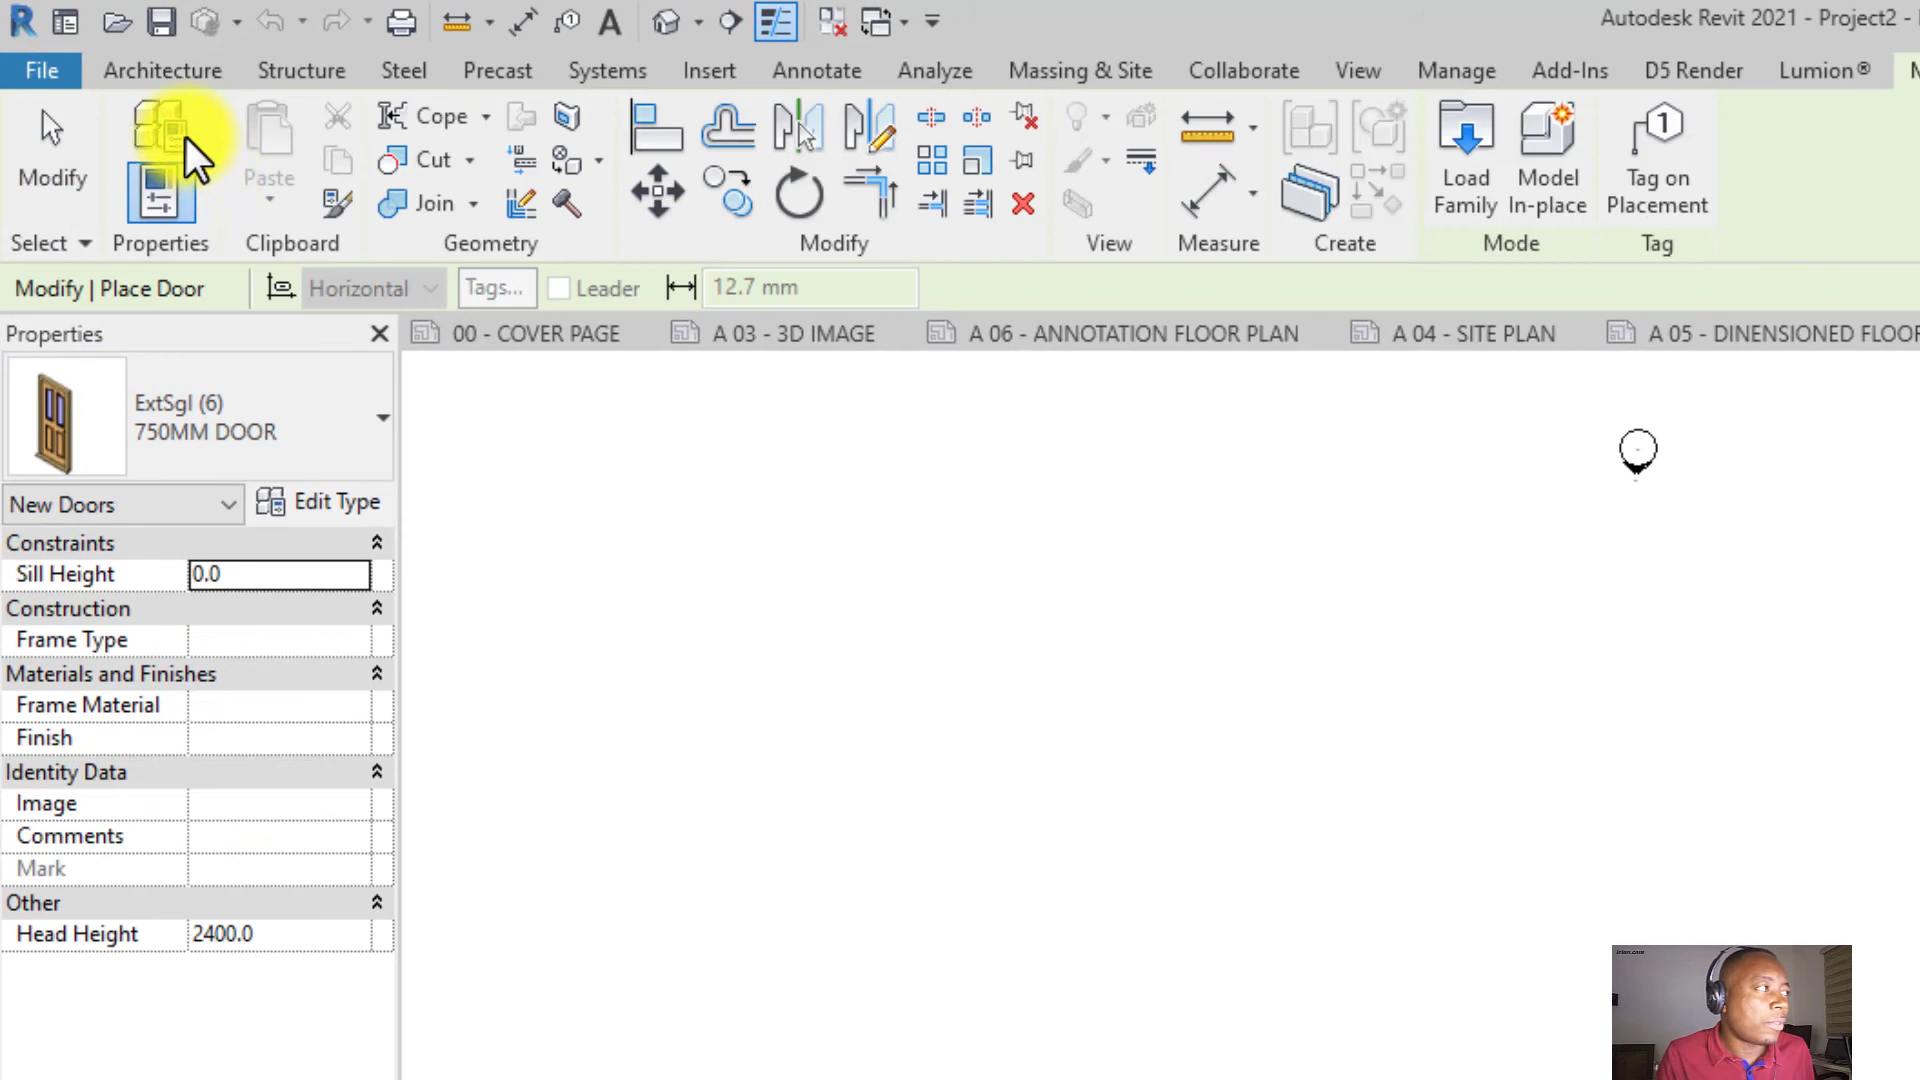 Autodesk Revit 2021 - Project2 -
File Architecture Structure Steel Precast Systems Insert Annotate Analyze Massing & Site Collaborate View Manage Add-Ins D5 Render Lumion®
Modify
Paste
Cope
Cut
Join
Load Family
Model In-place
Tag on Placement
Select Properties Clipboard Geometry Modify View Measure Create Mode Tag
Modify | Place Door Horizontal Tags... Leader 12.7 mm
Properties
00 - COVER PAGE A 03 - 3D IMAGE A 06 - ANNOTATION FLOOR PLAN A 04 - SITE PLAN A 05 - DINENSIONED FLOOR
ExtSgl (6)
750MM DOOR
New Doors Edit Type
Constraints
Sill Height 0.0
Construction
Frame Type
Materials and Finishes
Frame Material
Finish
Identity Data
Image
Comments
Mark
Other
Head Height 2400.0